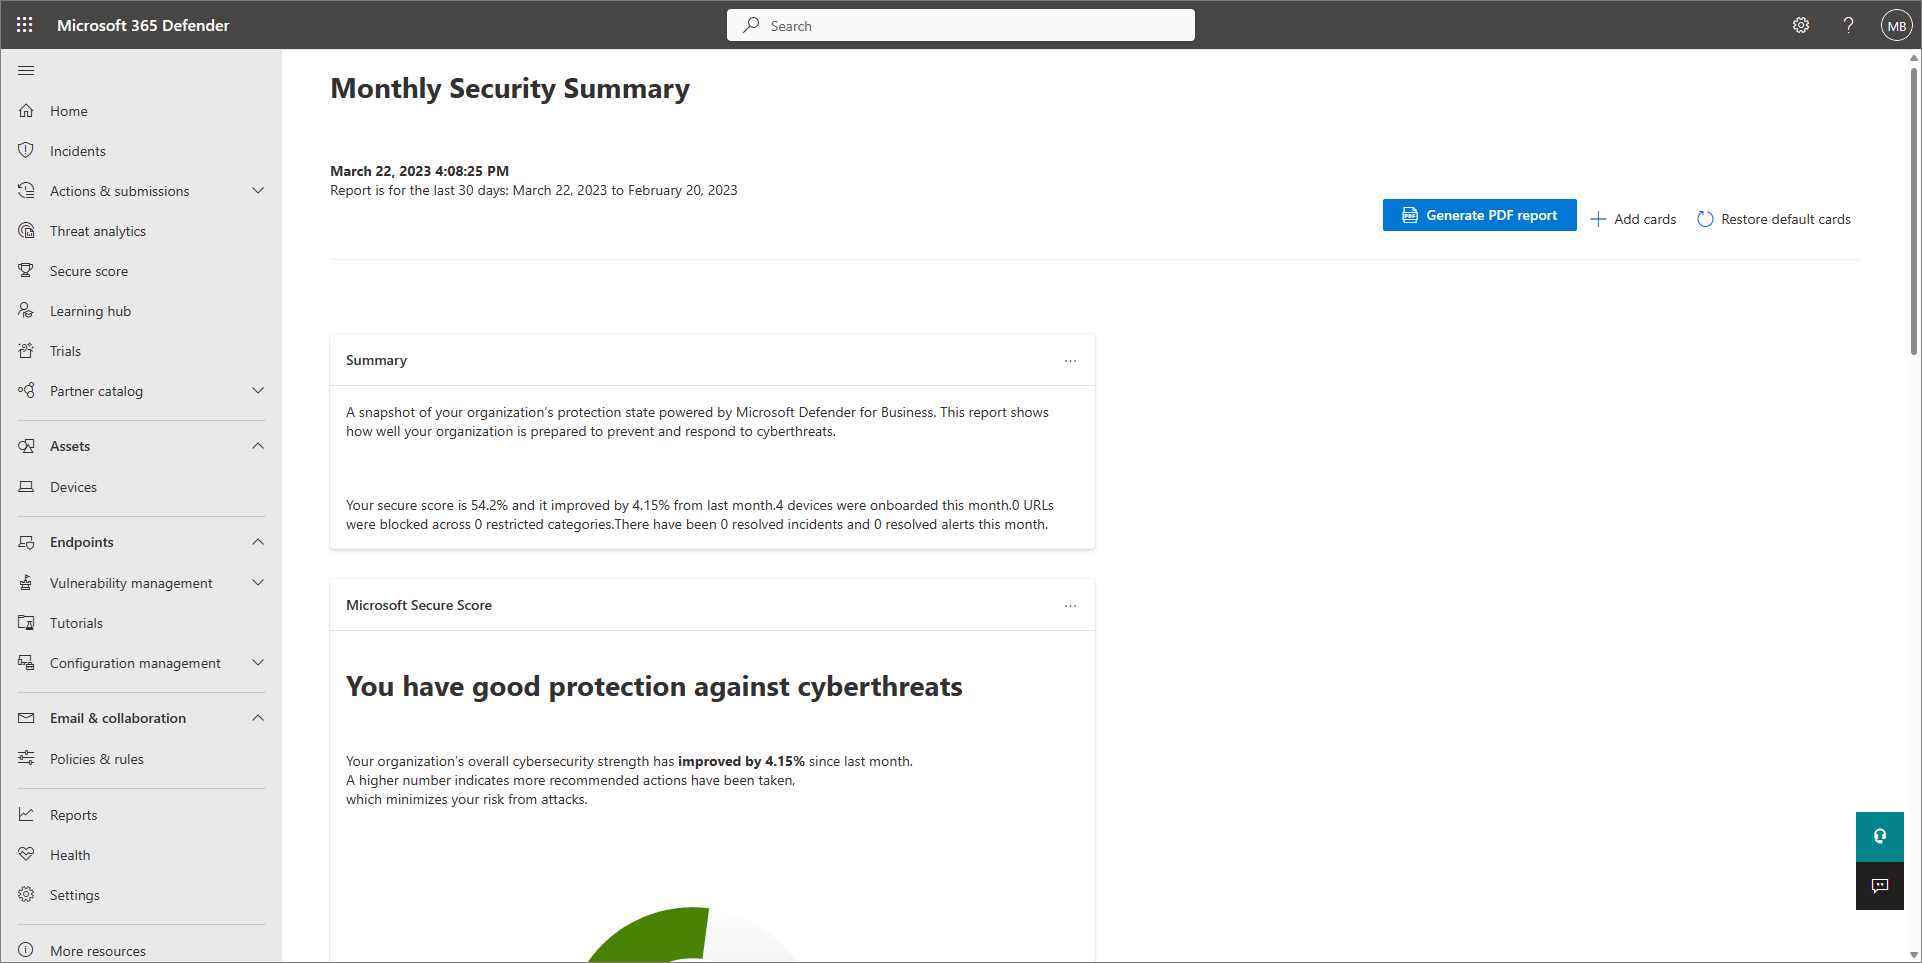 Microsoft 365 Defender
Search
MB
Home
Incidents
Actions & submissions
Threat analytics
Secure score
Learning hub
Trials
Partner catalog
Assets
Devices
Endpoints
Vulnerability management
Tutorials
Configuration management
Email & collaboration
Policies & rules
Reports
Health
Settings
More resources
Monthly Security Summary
March 22, 2023 4:08:25 PM
Report is for the last 30 days: March 22, 2023 to February 20, 2023
Generate PDF report
Add cards
Restore default cards
Summary
A snapshot of your organization's protection state powered by Microsoft Defender for Business. This report shows
how well your organization is prepared to prevent and respond to cyberthreats.
Your secure score is 54.2% and it improved by 4.15% from last month.4 devices were onboarded this month.0 URLs
were blocked across 0 restricted categories.There have been 0 resolved incidents and 0 resolved alerts this month.
Microsoft Secure Score
You have good protection against cyberthreats
Your organization's overall cybersecurity strength has improved by 4.15% since last month.
A higher number indicates more recommended actions have been taken,
which minimizes your risk from attacks.